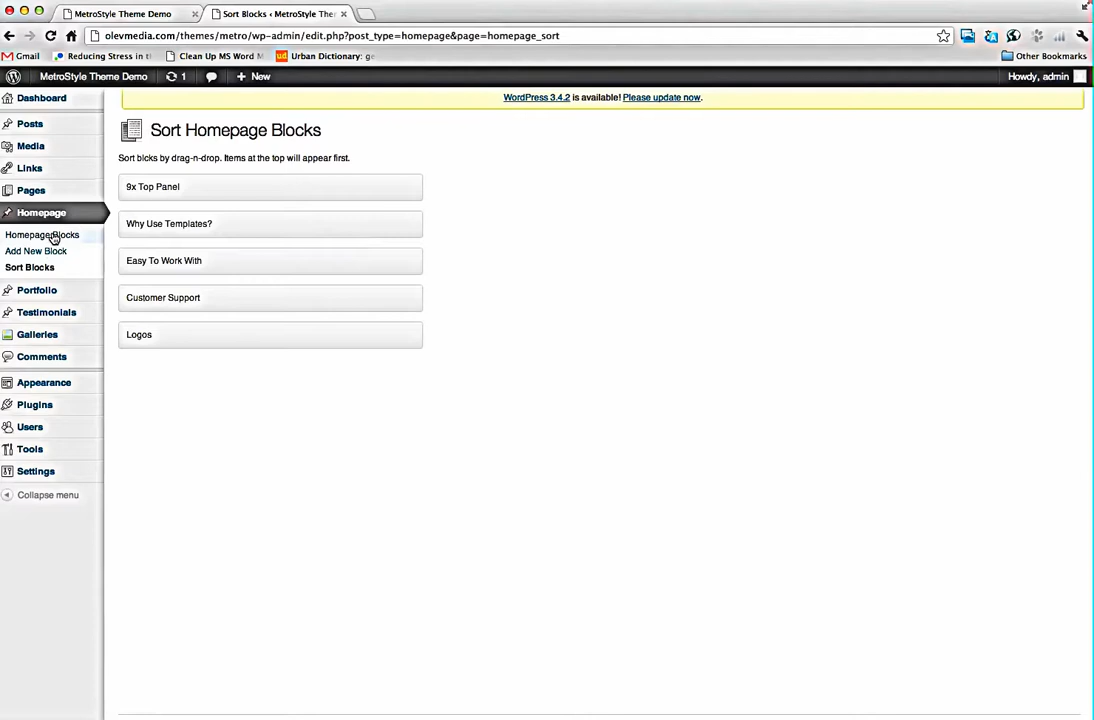 MetroStyle Theme Demo
Sort Blocks ‹ MetroStyle Ther
olevmedia.com/themes/metro/wp-admin/edit.php?post_type=homepage&page=homepage_sort
Gmail
Reducing Stress in t
Clean Up MS Word
Urban Dictionary: ge
Other Bookmarks
MetroStyle Theme Demo
1
+ New
Howdy, admin
WordPress 3.4.2 is available! Please update now.
Dashboard
Posts
Media
Links
Pages
Homepage
Homepage Blocks
Add New Block
Sort Blocks
Portfolio
Testimonials
Galleries
Comments
Appearance
Plugins
Users
Tools
Settings
Collapse menu
Sort Homepage Blocks
Sort blcks by drag-n-drop. Items at the top will appear first.
9x Top Panel
Why Use Templates?
Easy To Work With
Customer Support
Logos